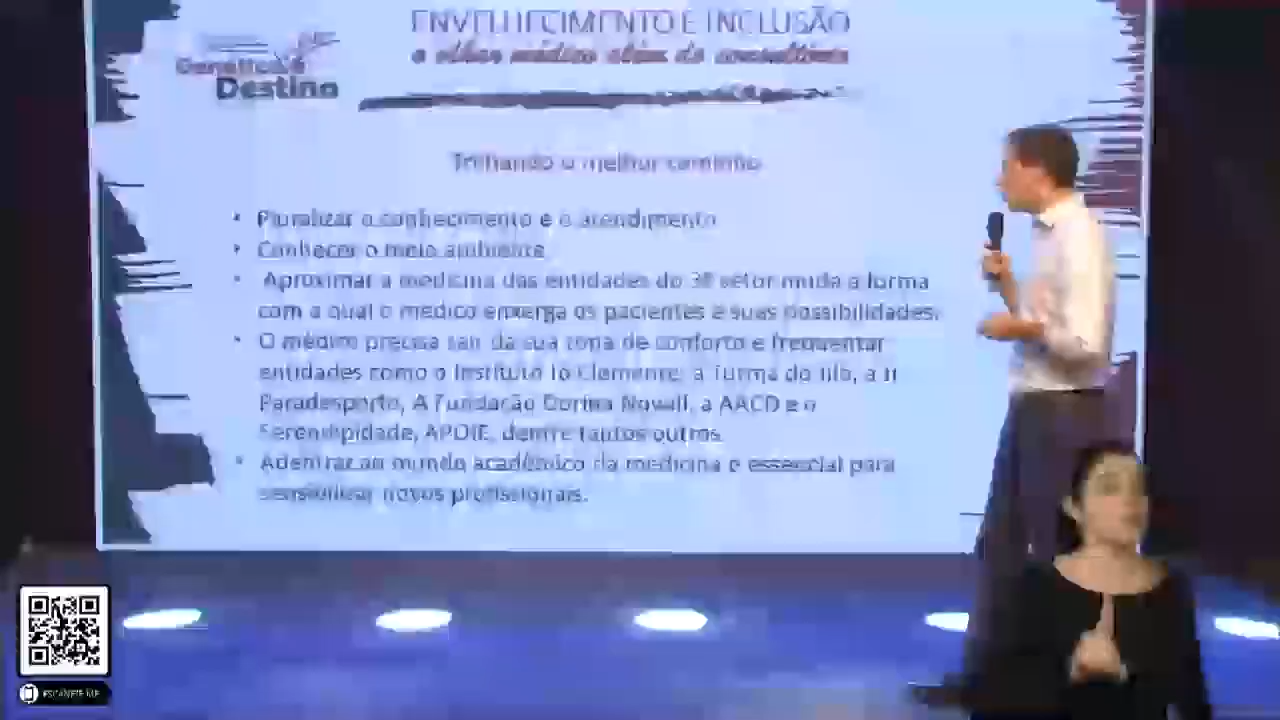 ENVELHECIMENTO E INCLUSÃO
o olhar médico além do consultório
Genética é
Destino
Trilhando o melhor caminho
• Pluralizar o conhecimento e o atendimento
• Conhecer o meio ambiente
• Aproximar a medicina das entidades do 3º setor muda a forma
com a qual o médico enxerga os pacientes e suas possibilidades.
• O médico precisa sair da sua zona de conforto e frequentar
entidades como o Instituto Jô Clemente, a Turma do Jiló, a
Paradesporto, A Fundação Dorina Nowill, a AACD e o
Serendipidade, APOIE, dentre tantos outros.
• Adentrar ao mundo acadêmico da medicina é essencial para
sensibilizar novos profissionais.
ESCANEIE-ME